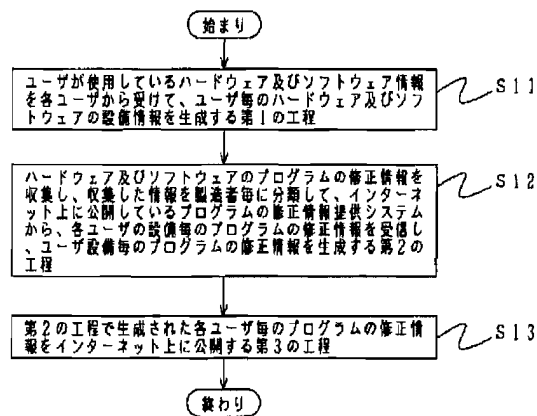 始まり
ユーザが使用しているハードウェア及びソフトウェア情報
を各ユーザから受けて、ユーザ毎のハードウェア及びソフ
トウェアの設備情報を生成する第1の工程
S11
ハードウェア及びソフトウェアのプログラムの修正情報を
収集し、収集した情報を製造者毎に分類して、インターネ
ット上に公開しているプログラムの修正情報提供システム
から、各ユーザの設備毎のプログラムの修正情報を受信し
、ユーザ設備毎のプログラムの修正情報を生成する第2の
工程
S12
第2の工程で生成された各ユーザ毎のプログラムの修正情
報をインターネット上に公開する第3の工程
S13
終わり